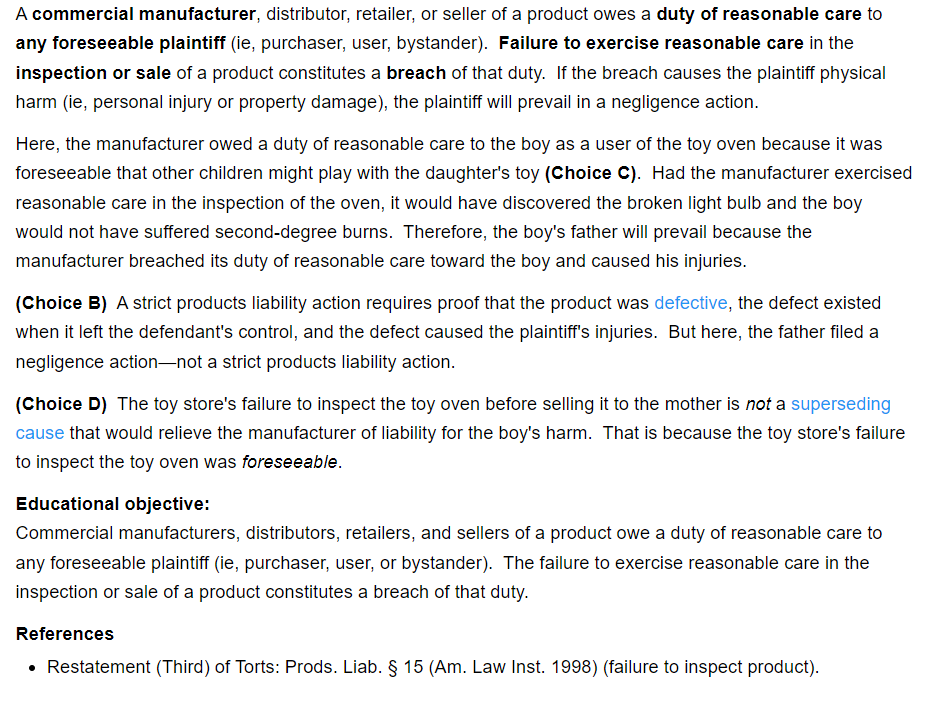 A commercial manufacturer, distributor, retailer, or seller of a product owes a duty of reasonable care to
any foreseeable plaintiff (ie, purchaser, user, bystander).  Failure to exercise reasonable care in the
inspection or sale of a product constitutes a breach of that duty.  If the breach causes the plaintiff physical
harm (ie, personal injury or property damage), the plaintiff will prevail in a negligence action.
Here, the manufacturer owed a duty of reasonable care to the boy as a user of the toy oven because it was
foreseeable that other children might play with the daughter's toy (Choice C).  Had the manufacturer exercised
reasonable care in the inspection of the oven, it would have discovered the broken light bulb and the boy
would not have suffered second-degree burns.  Therefore, the boy's father will prevail because the
manufacturer breached its duty of reasonable care toward the boy and caused his injuries.
(Choice B)  A strict products liability action requires proof that the product was defective, the defect existed
when it left the defendant's control, and the defect caused the plaintiff's injuries.  But here, the father filed a
negligence action—not a strict products liability action.
(Choice D)  The toy store's failure to inspect the toy oven before selling it to the mother is not a superseding
cause that would relieve the manufacturer of liability for the boy's harm.  That is because the toy store's failure
to inspect the toy oven was foreseeable.
Educational objective:
Commercial manufacturers, distributors, retailers, and sellers of a product owe a duty of reasonable care to
any foreseeable plaintiff (ie, purchaser, user, or bystander).  The failure to exercise reasonable care in the
inspection or sale of a product constitutes a breach of that duty.
References
• Restatement (Third) of Torts: Prods. Liab. § 15 (Am. Law Inst. 1998) (failure to inspect product).